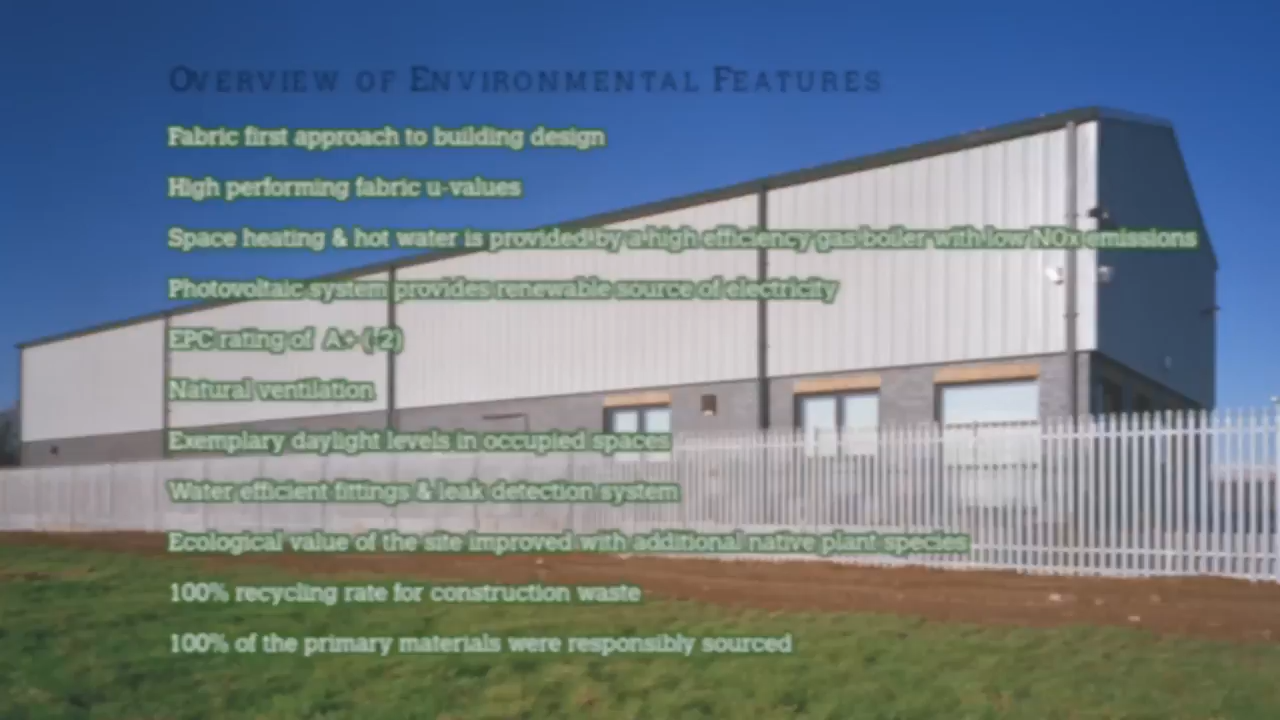 Overview of Environmental Features
Fabric first approach to building design
High performing fabric u-values
Space heating & hot water is provided by a high efficiency gas boiler with low NOx emissions
Photovoltaic system provides renewable source of electricity
EPC rating of A+ (-2)
Natural ventilation
Exemplary daylight levels in occupied spaces
Water efficient fittings & leak detection system
Ecological value of the site improved with additional native plant species
100% recycling rate for construction waste
100% of the primary materials were responsibly sourced